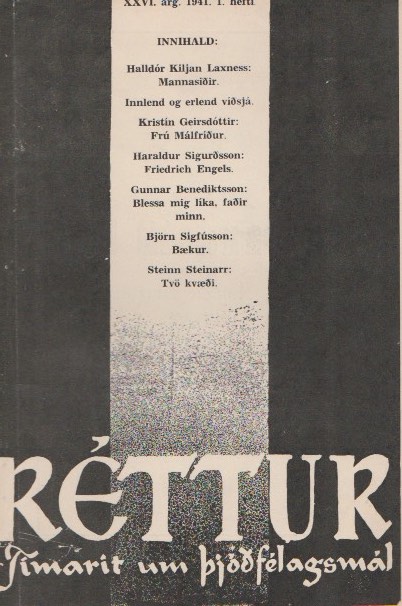 XXVI. árg. 1941. 1. hefti
INNIHALD:
Halldór Kiljan Laxness:
Mannasiðir.
Innlend og erlend víðsjá.
Kristín Geirsdóttir:
Frú Málfríður.
Haraldur Sigurðsson:
Friedrich Engels.
Gunnar Benediktsson:
Blessa mig líka, faðir
minn.
Björn Sigfússon:
Bækur.
Steinn Steinarr:
Tvö kvæði.
RÉTTUR
Tímarit um þjóðfélagsmál